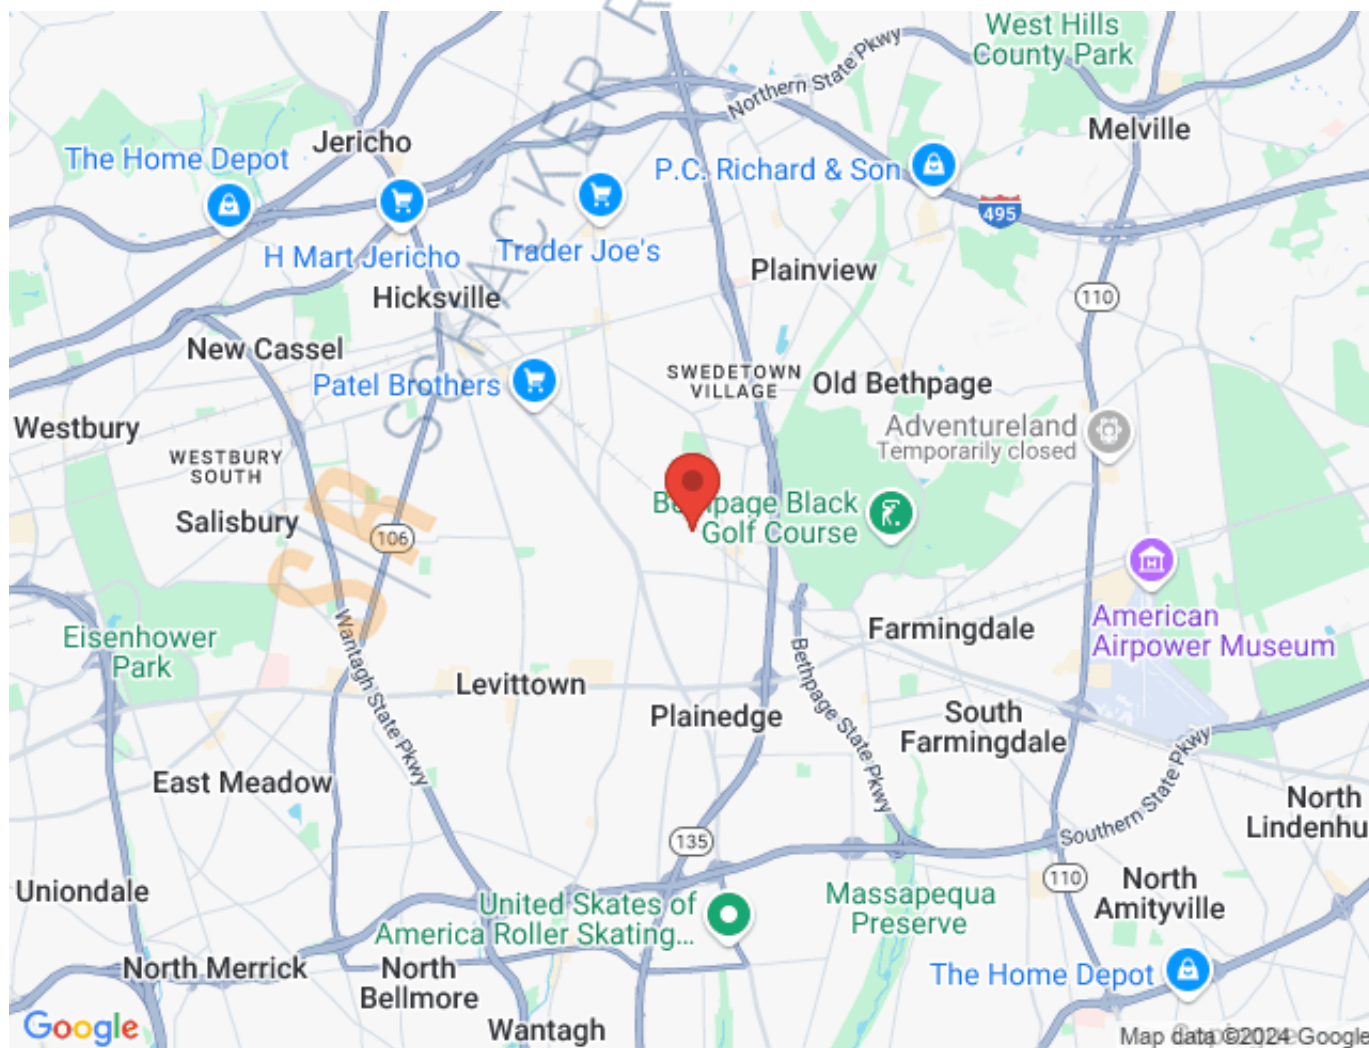 West Hills
County Park
Northern State Pkwy
Melville
Jericho
The Home Depot
P.C. Richard & Son
495
H Mart Jericho
Trader Joe's
Plainview
Hicksville
110
New Cassel
SWEDETOWN
VILLAGE
Patel Brothers
Old Bethpage
Westbury
Adventureland
Temporarily closed
WESTBURY
SOUTH
Salisbury
Bethpage Black
Golf Course
106
SIR
SCHACKER R
American
Airpower Museum
Eisenhower
Park
Wantagh State Pkwy
Farmingdale
Bethpage State Pkwy
Levittown
Plainedge
South
Farmingdale
Southern State Pkwy
East Meadow
North
Lindenhu
135
110
Uniondale
United Skates of
America Roller Skating...
Massapequa
Preserve
North
Amityville
North Merrick
North
Bellmore
The Home Depot
Wantagh
Google
Map data ©2024 Google